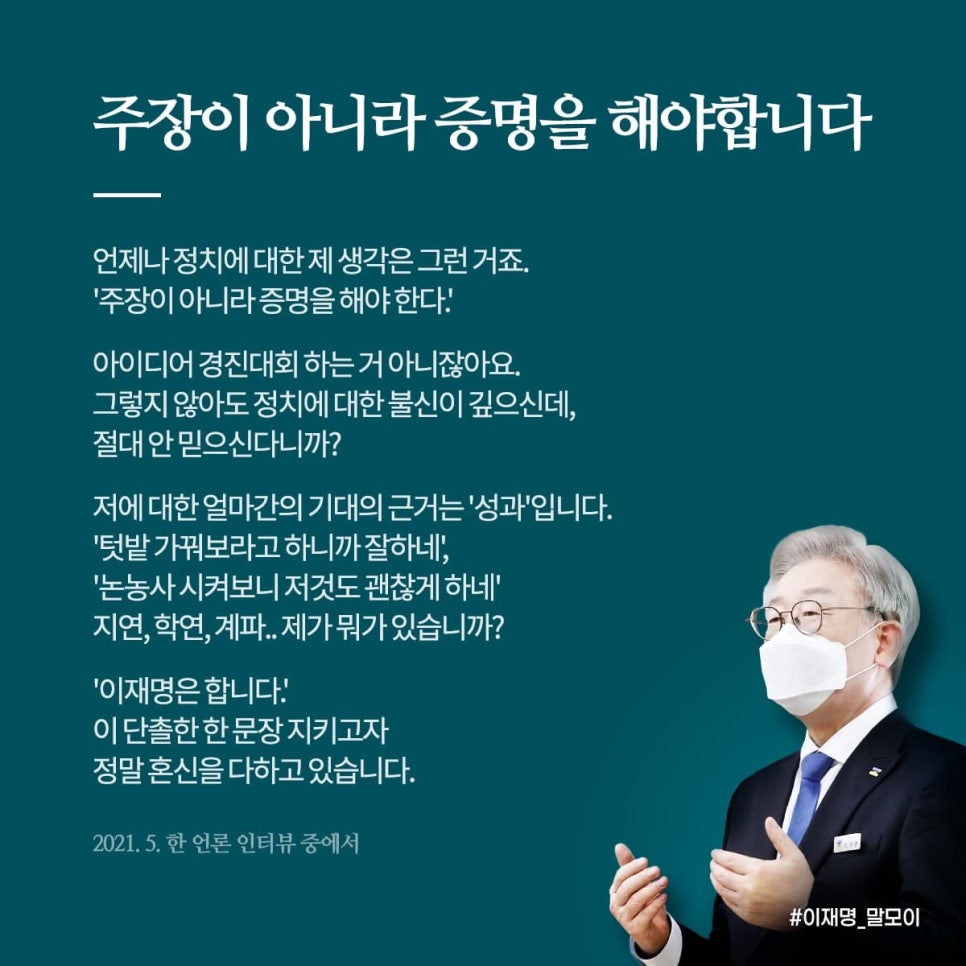 주장이 아니라 증명을 해야합니다
언제나 정치에 대한 제 생각은 그런 거죠.
'주장이 아니라 증명을 해야 한다.'
아이디어 경진대회 하는 거 아니잖아요.
그렇지 않아도 정치에 대한 불신이 깊으신데,
절대 안 믿으신다니까?
저에 대한 얼마간의 기대의 근거는 '성과'입니다.
'텃밭 가꿔보라고 하니까 잘하네',
'논농사 시켜보니 저것도 괜찮게 하네'
지연, 학연, 계파.. 제가 뭐가 있습니까?
'이재명은 합니다.'
이 단촐한 한 문장 지키고자
정말 혼신을 다하고 있습니다.
2021. 5. 한 언론 인터뷰 중에서
#이재명_말모이